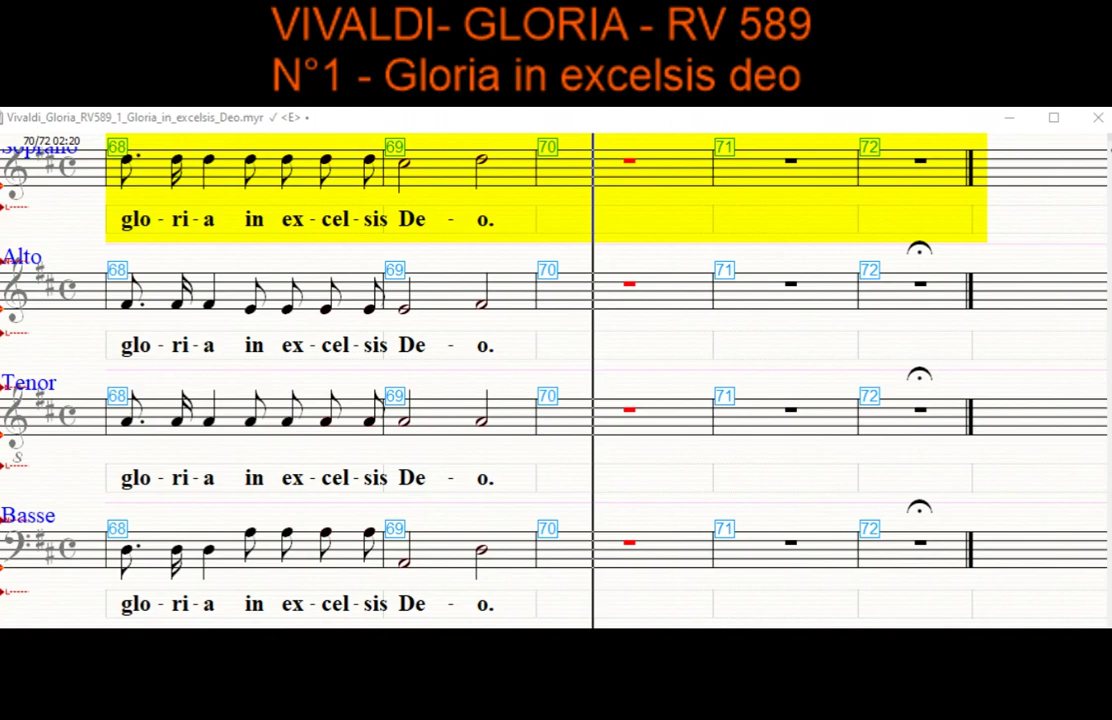 VIVALDI- GLORIA - RV 589
N°1 - Gloria in excelsis deo
Vivaldi_Gloria_RV589_1_Gloria_in_excelsis_Deo.myr ✓ <E> •
70/72 02:20
Soprano
68 69 70 71 72
glo - ri - a in ex - cel - sis De - o.
Alto
68 69 70 71 72
glo - ri - a in ex - cel - sis De - o.
Tenor
68 69 70 71 72
8
glo - ri - a in ex - cel - sis De - o.
Basse
68 69 70 71 72
glo - ri - a in ex - cel - sis De - o.